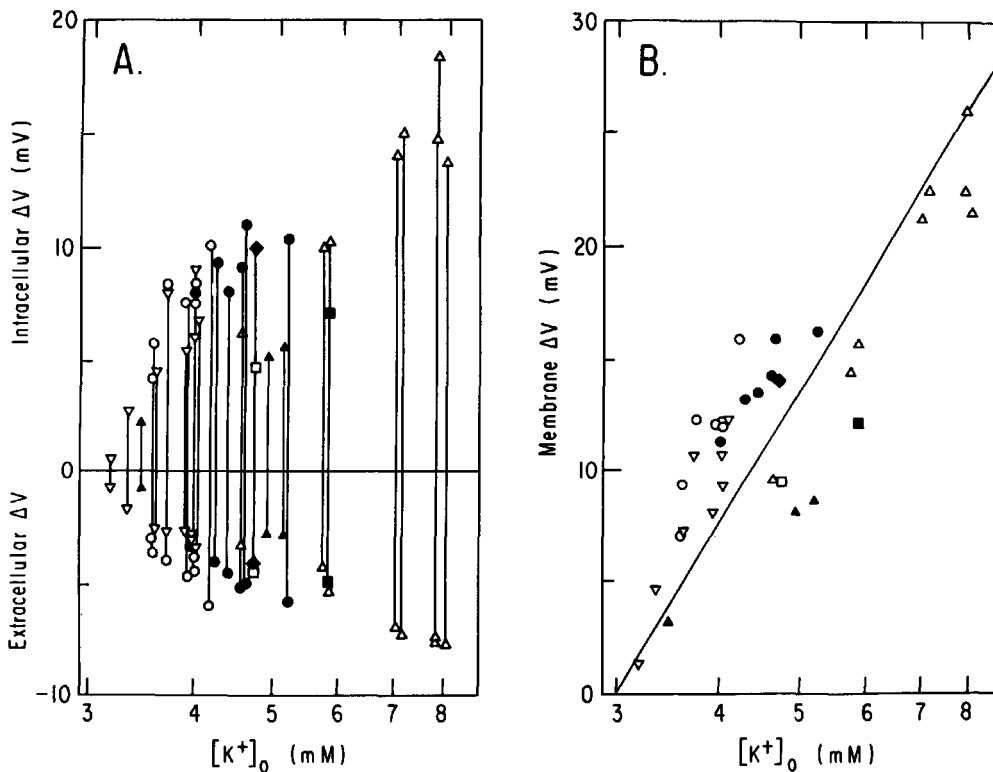 A.
20
10
0
-10
Intracellular ΔV (mV)
Extracellular ΔV
3 4 5 6 7 8
[K+]o (mM)
B.
30
20
10
0
Membrane ΔV (mV)
3 4 5 6 7 8
[K+]o (mM)